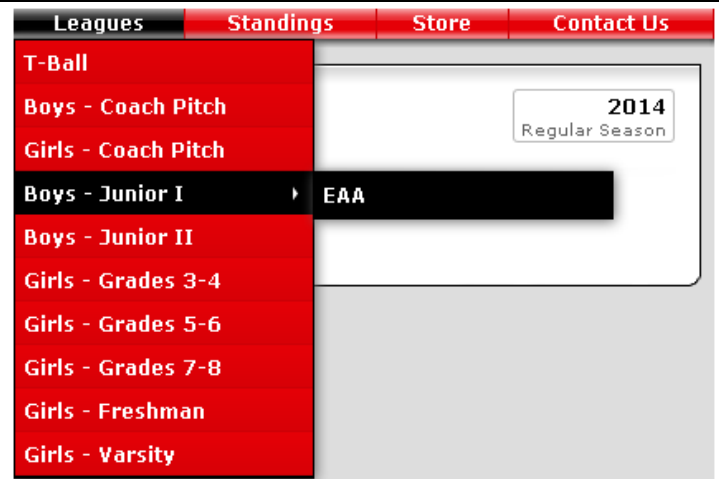 Leagues Standings Store Contact Us
T-Ball
Boys - Coach Pitch
2014
Regular Season
Girls - Coach Pitch
Boys - Junior I
EAA
Boys - Junior II
Girls - Grades 3-4
Girls - Grades 5-6
Girls - Grades 7-8
Girls - Freshman
Girls - Varsity